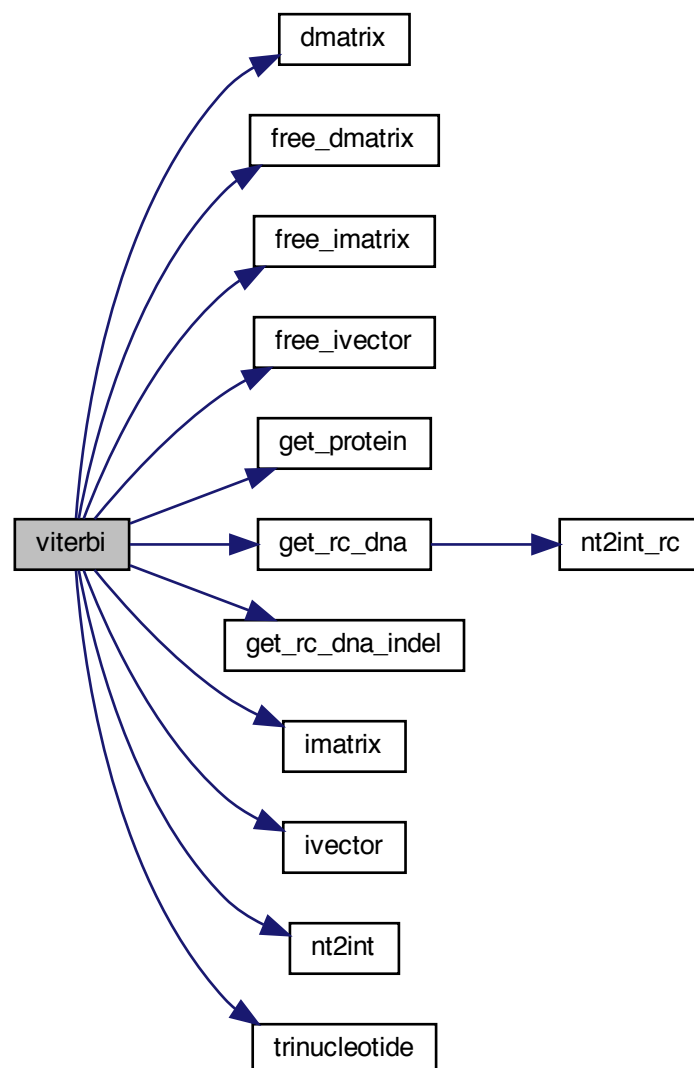 dmatrix
free_dmatrix
free_imatrix
free_ivector
get_protein
viterbi
get_rc_dna
nt2int_rc
get_rc_dna_indel
imatrix
ivector
nt2int
trinucleotide